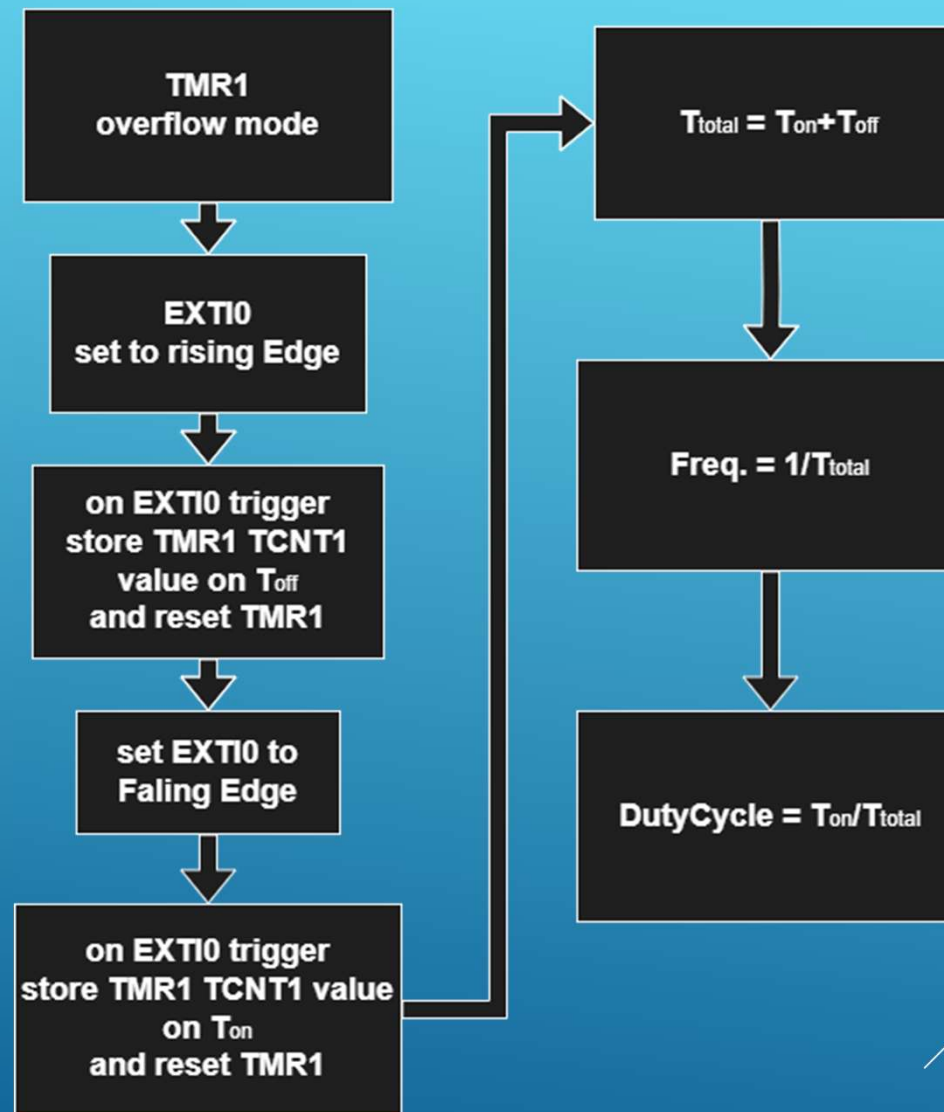 TMR1
overflow mode
EXTI0
set to rising Edge
on EXTI0 trigger
store TMR1 TCNT1
value on Toff
and reset TMR1
set EXTI0 to
Faling Edge
on EXTI0 trigger
store TMR1 TCNT1 value
on Ton
and reset TMR1
Ttotal = Ton+Toff
Freq. = 1/Ttotal
DutyCycle = Ton/Ttotal